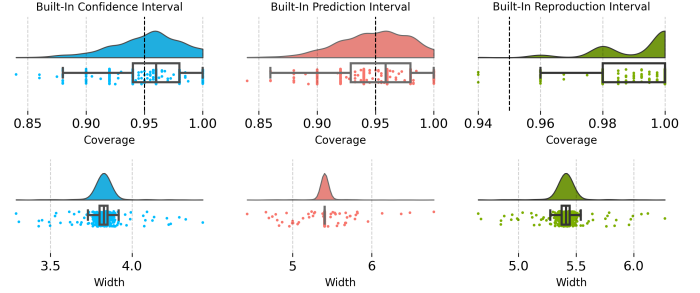 Built-In Confidence Interval
Built-In Prediction Interval
Built-In Reproduction Interval
0.85 0.90 0.95 1.00
0.85 0.90 0.95 1.00
0.94 0.96 0.98 1.00
Coverage
Coverage
Coverage
3.5 4.0
5 6
5.0 5.5 6.0
Width
Width
Width